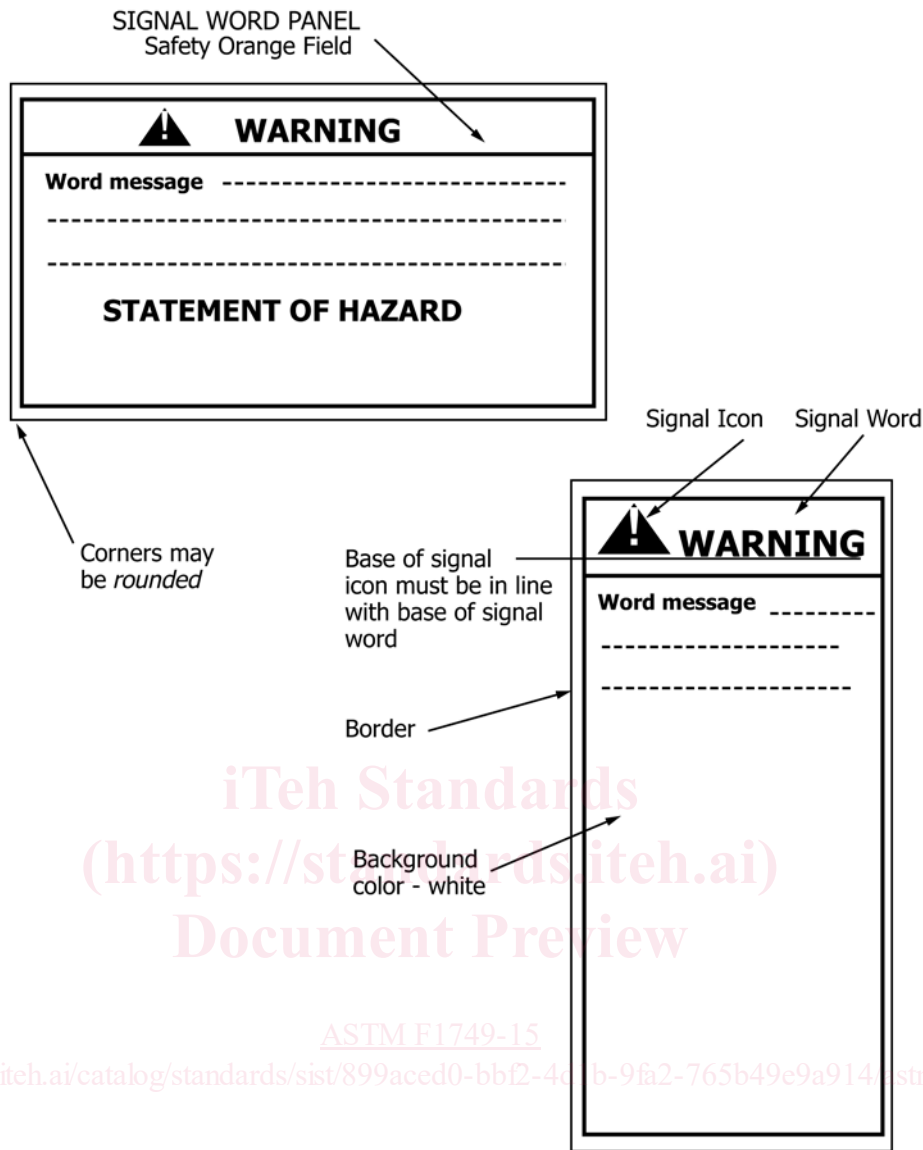 SIGNAL WORD PANEL
Safety Orange Field
! WARNING
Word message
STATEMENT OF HAZARD
Corners may
be rounded
Signal Icon
Signal Word
! WARNING
Base of signal
icon must be in line
with base of signal
word
Word message
Border
Background
color - white
iTeh Standards
(https://standards.iteh.ai)
Document Preview
ASTM F1749-15
iteh.ai/catalog/standards/sist/899aced0-bbf2-4d1b-9fa2-765b49e9a914/ast